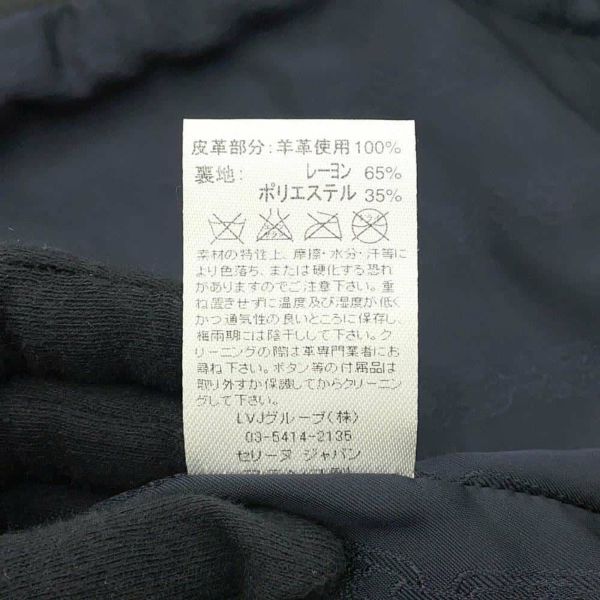 皮革部分:羊革使用100%
裏地: レーヨン 65%
ポリエステル 35%
素材の特性上、摩擦・水分・汗等に
より色落ち、または硬化する恐れ
がありますのでご注意下さい。重
ね置きせずに温度及び湿度が低く
かつ通気性の良いところに保存し、
梅雨期には陰干しして下さい。ク
リーニングの際は革専門業者にお
尋ね下さい。ボタン等の付属品は
取り外すか保護してからクリーニン
グして下さい。
LVJグループ(株)
03-5414-2135
セリーヌ ジャパン